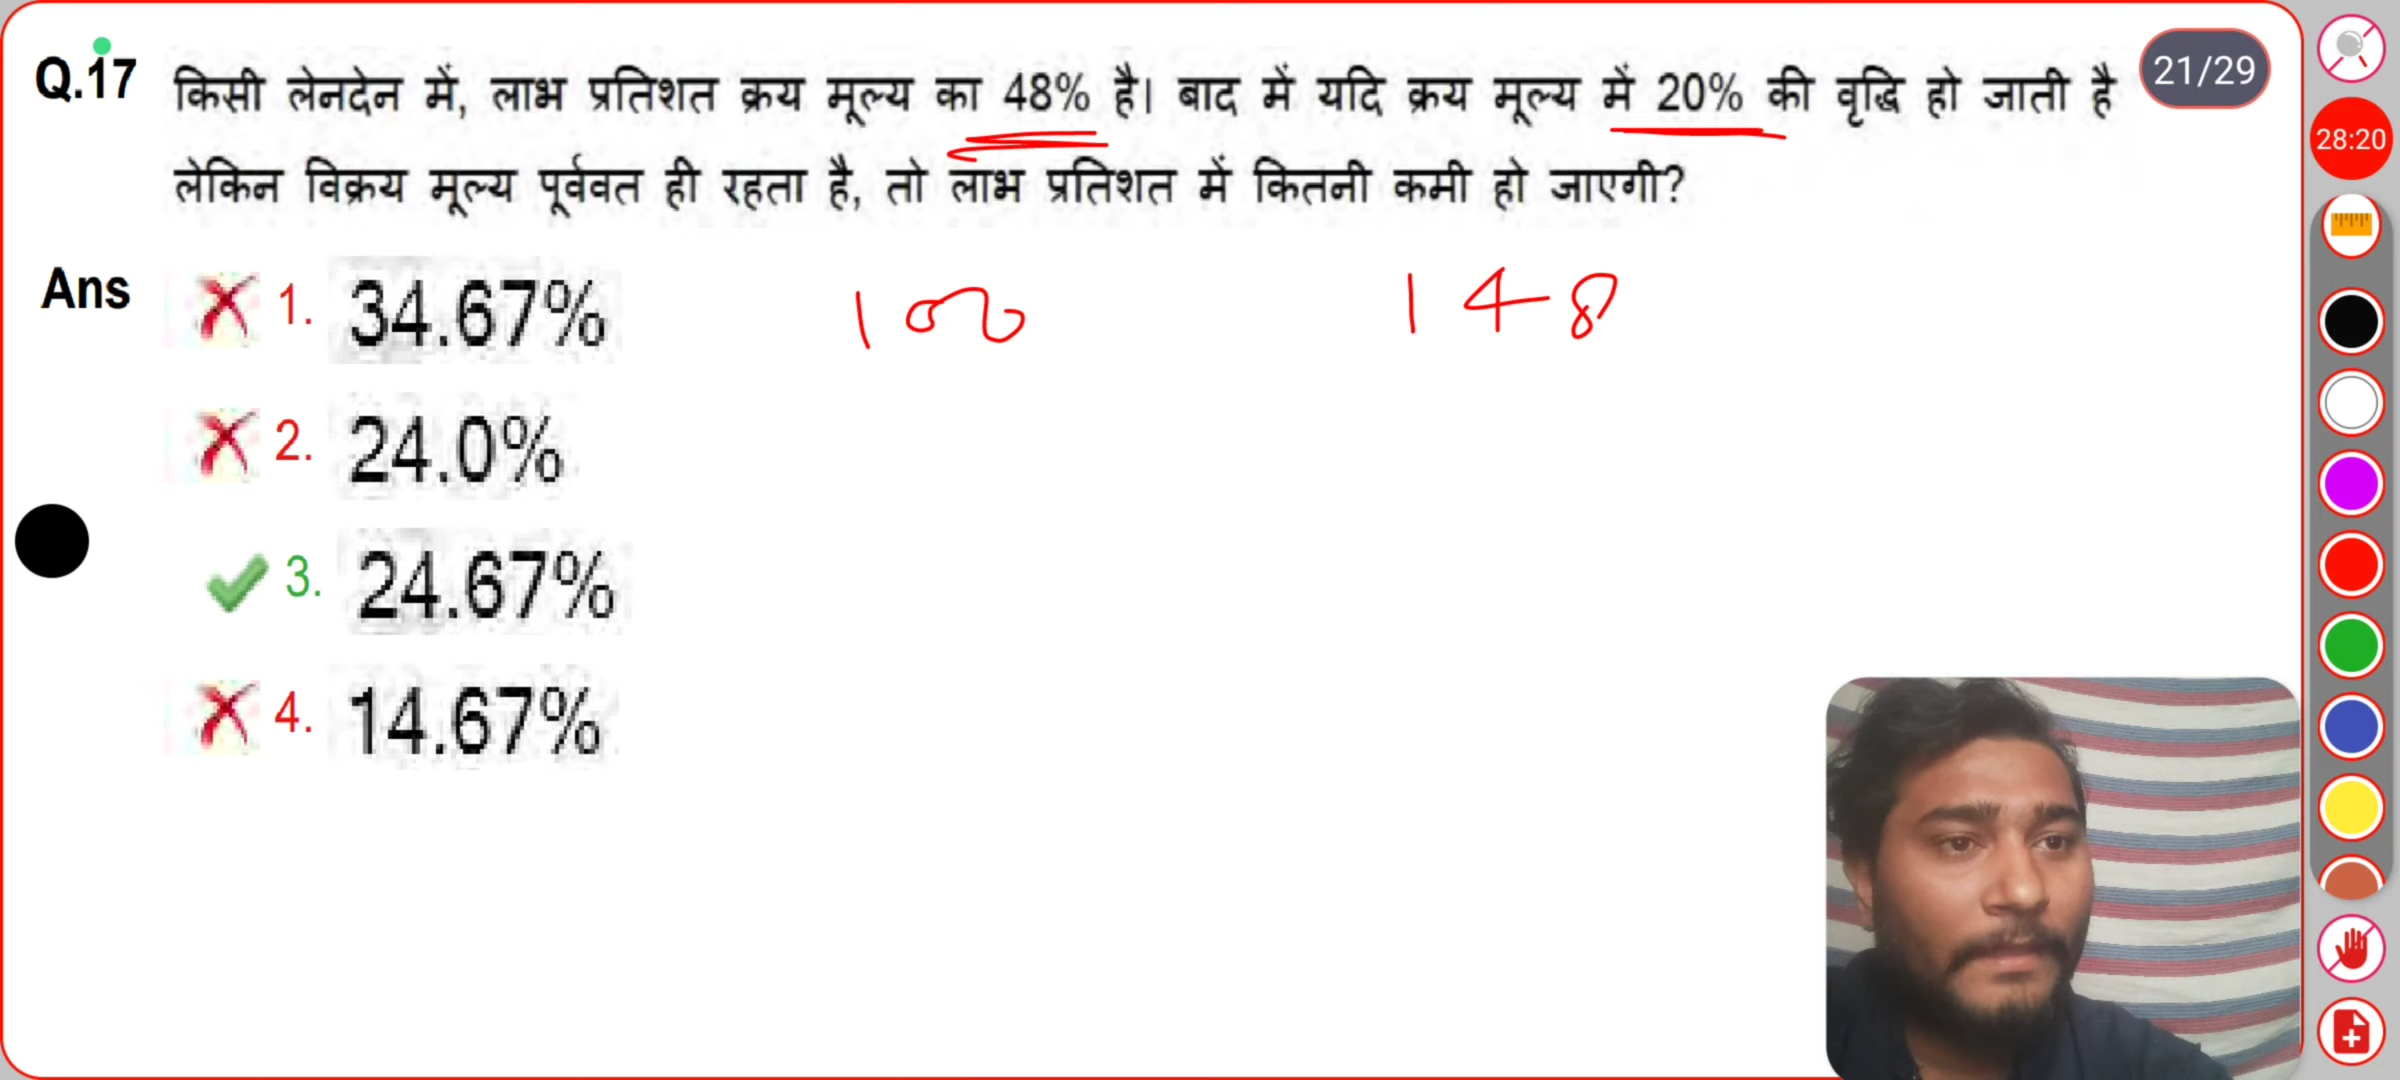 Q.17 किसी लेनदेन में, लाभ प्रतिशत क्रय मूल्य का 48% है। बाद में यदि क्रय मूल्य में 20% की वृद्धि हो जाती है
21/29
28:20
लेकिन विक्रय मूल्य पूर्ववत ही रहता है, तो लाभ प्रतिशत में कितनी कमी हो जाएगी?
Ans 1. 34.67%
100 148
2. 24.0%
3. 24.67%
4. 14.67%